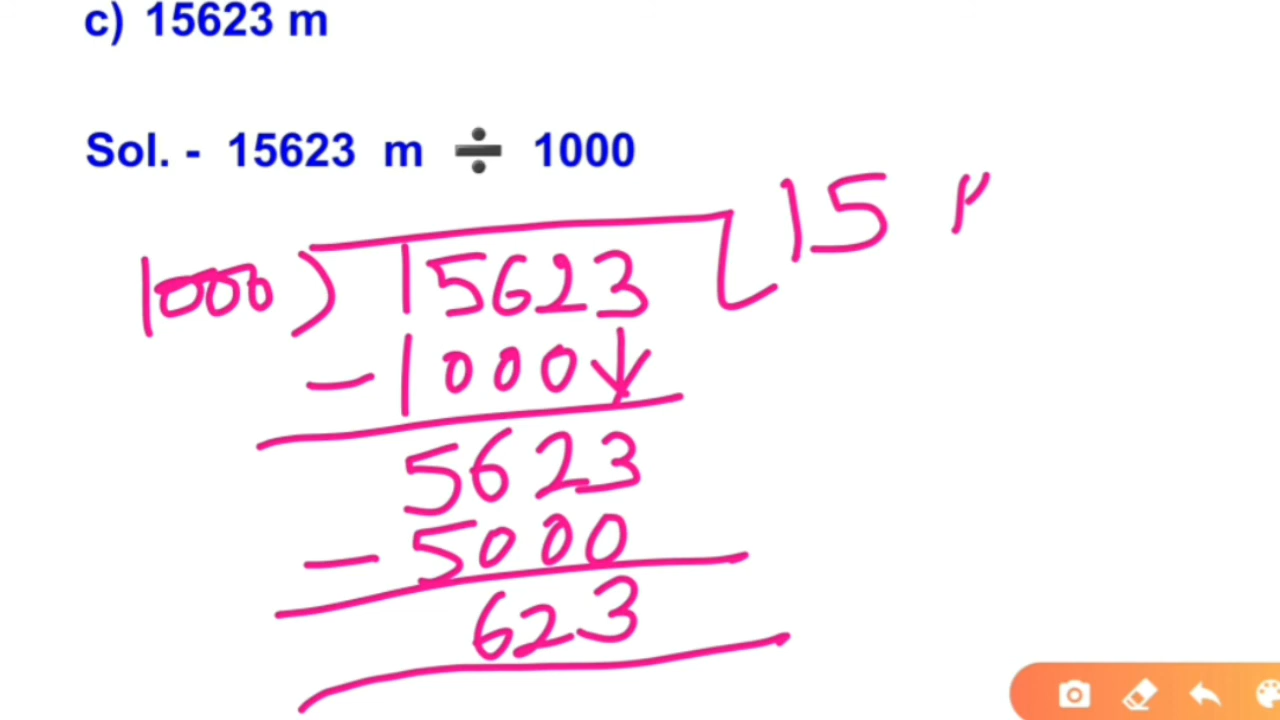 c) 15623 m
Sol. - 15623 m ÷ 1000
1000 ) 15623 15
- 1000
5623
- 5000
623